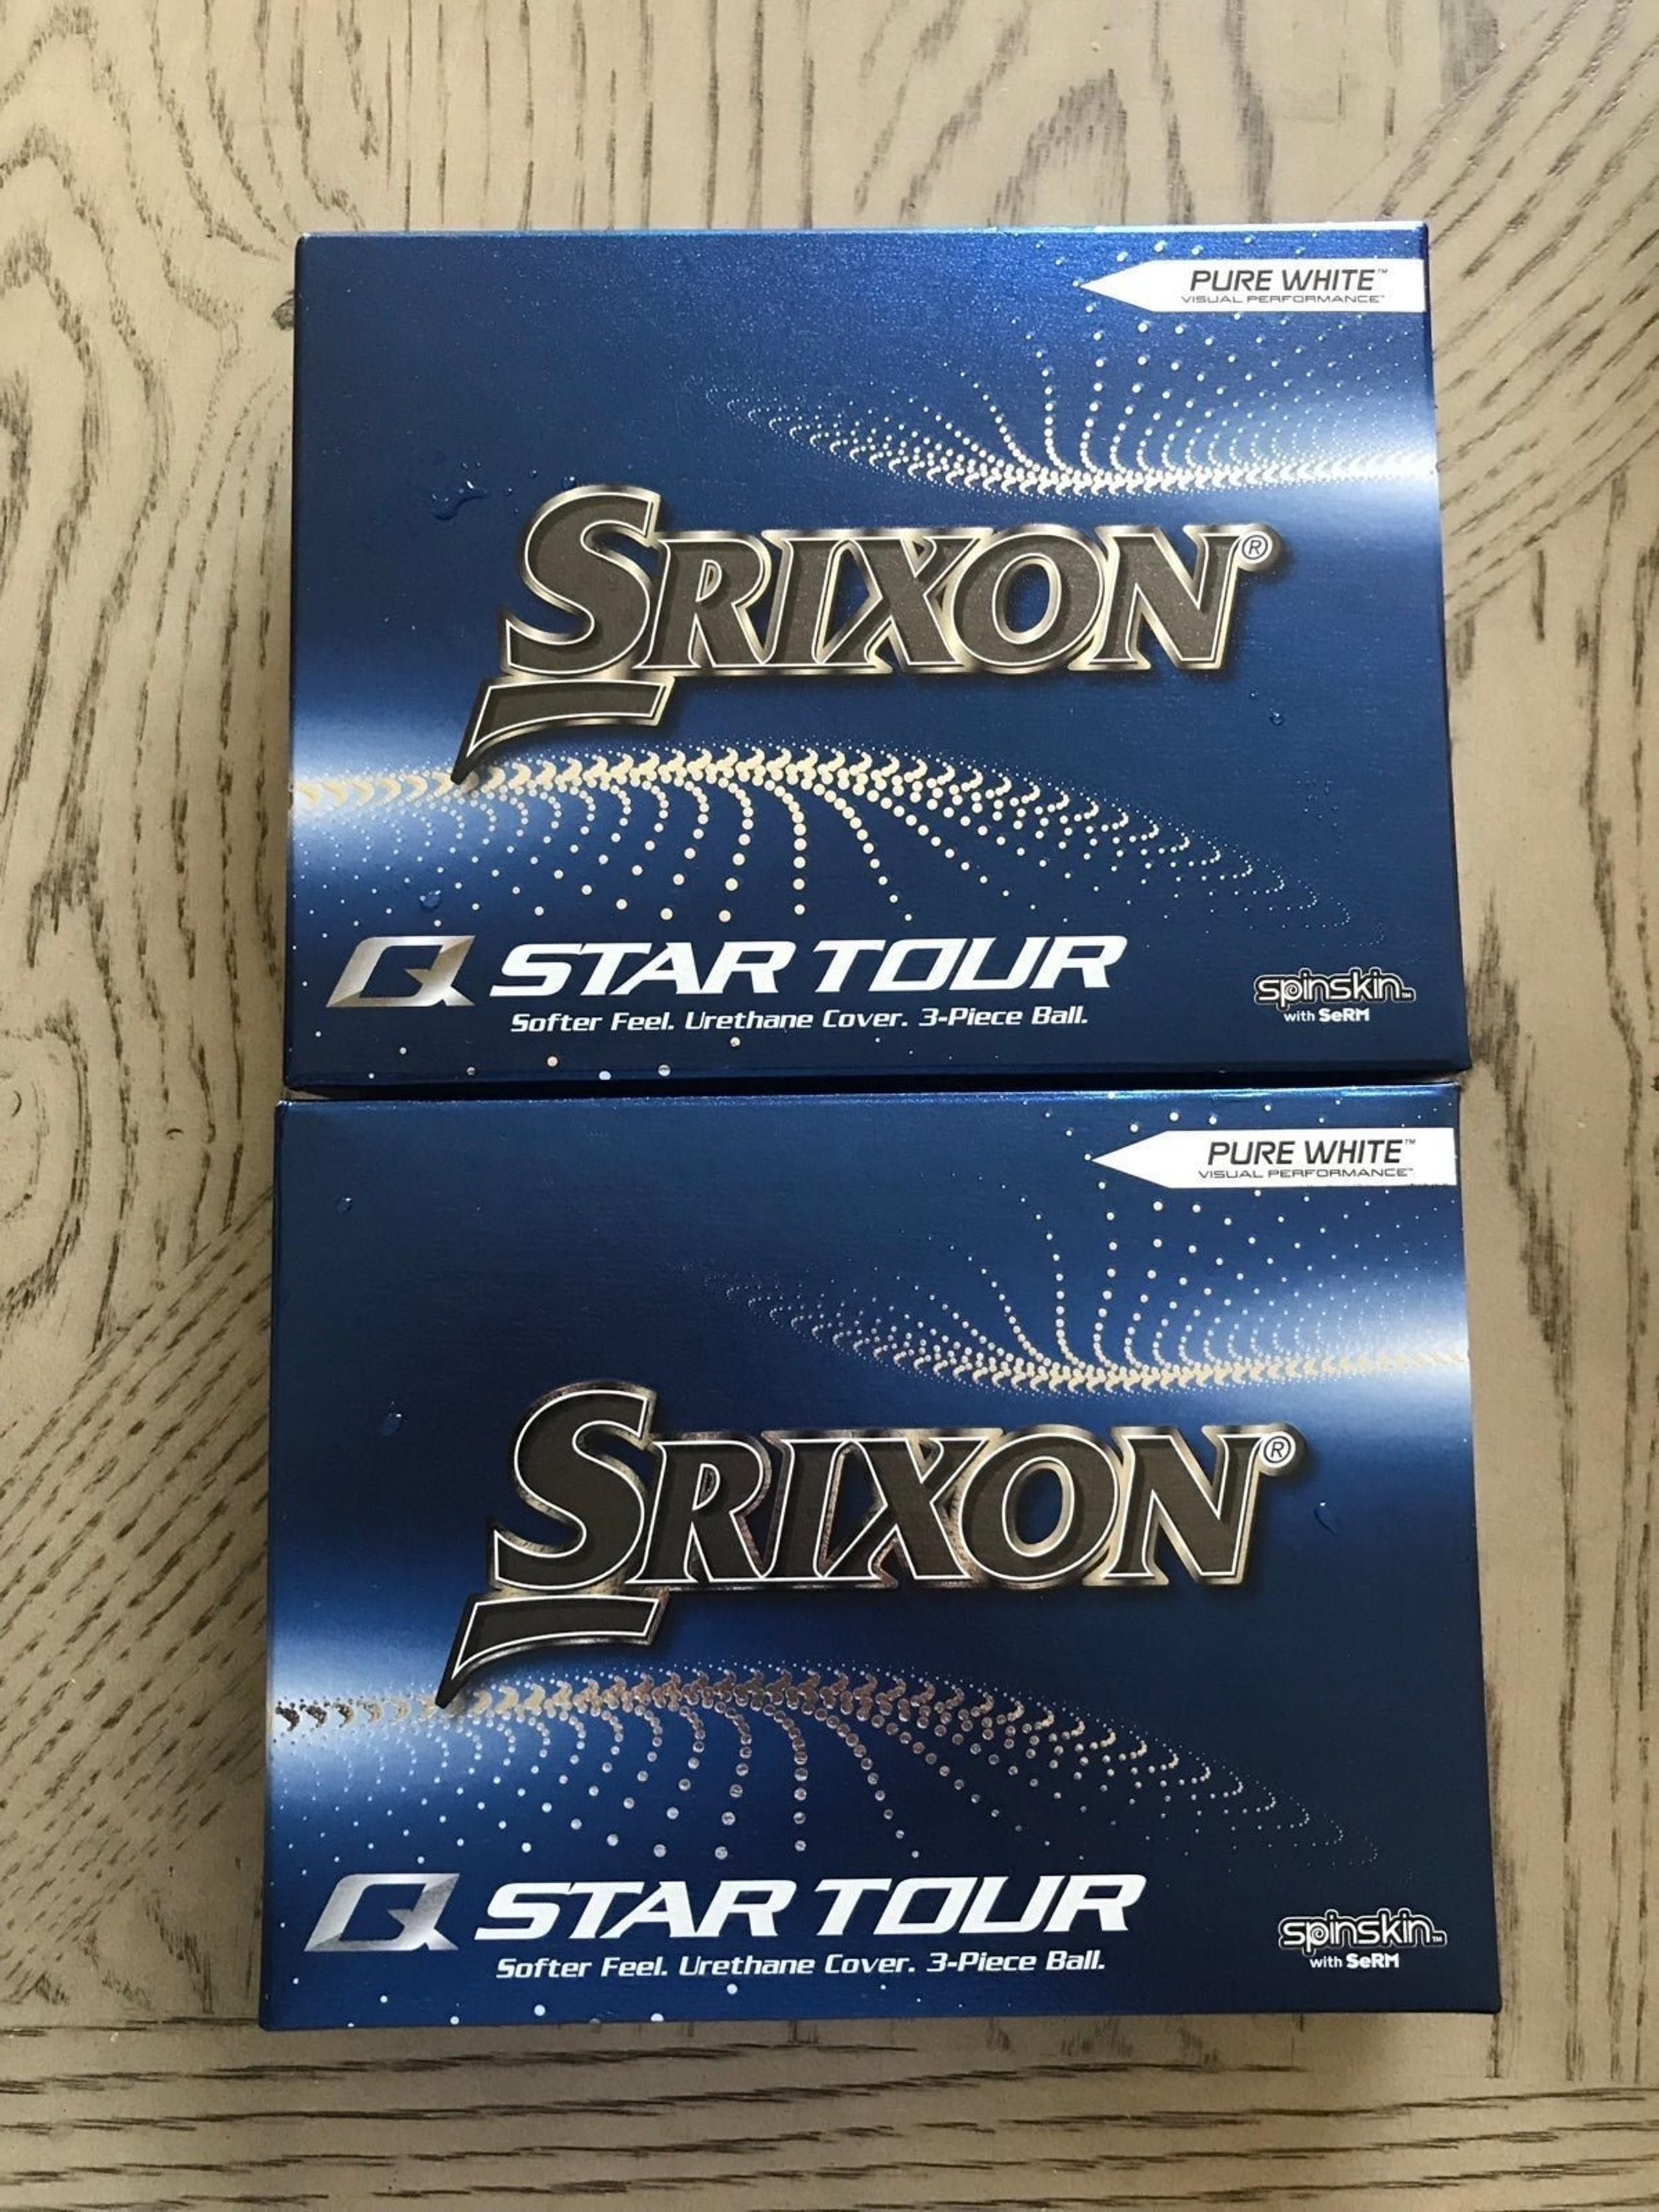 PURE WHITE™
VISUAL PERFORMANCE™
SRIXON®
Q STAR TOUR
Softer Feel. Urethane Cover. 3-Piece Ball.
spinskin™
with SeRM
PURE WHITE™
VISUAL PERFORMANCE™
SRIXON®
Q STAR TOUR
Softer Feel. Urethane Cover. 3-Piece Ball.
spinskin™
with SeRM